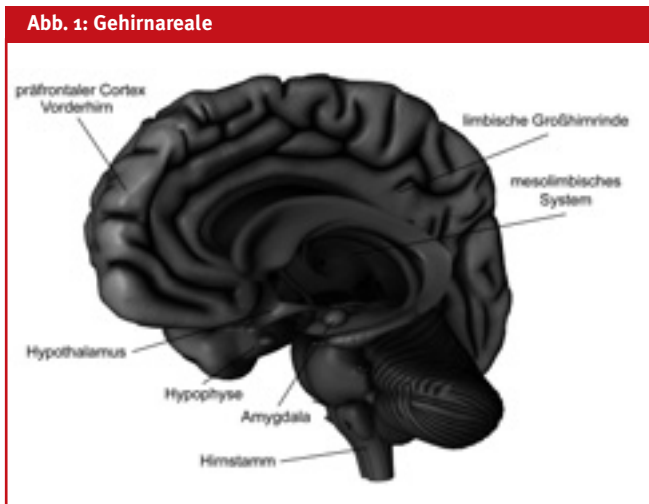 Abb. 1: Gehirnareale
präfrontaler Cortex
Vorderhirn
limbische Großhirnrinde
mesolimbisches
System
Hypothalamus
Hypophyse
Amygdala
Hirnstamm